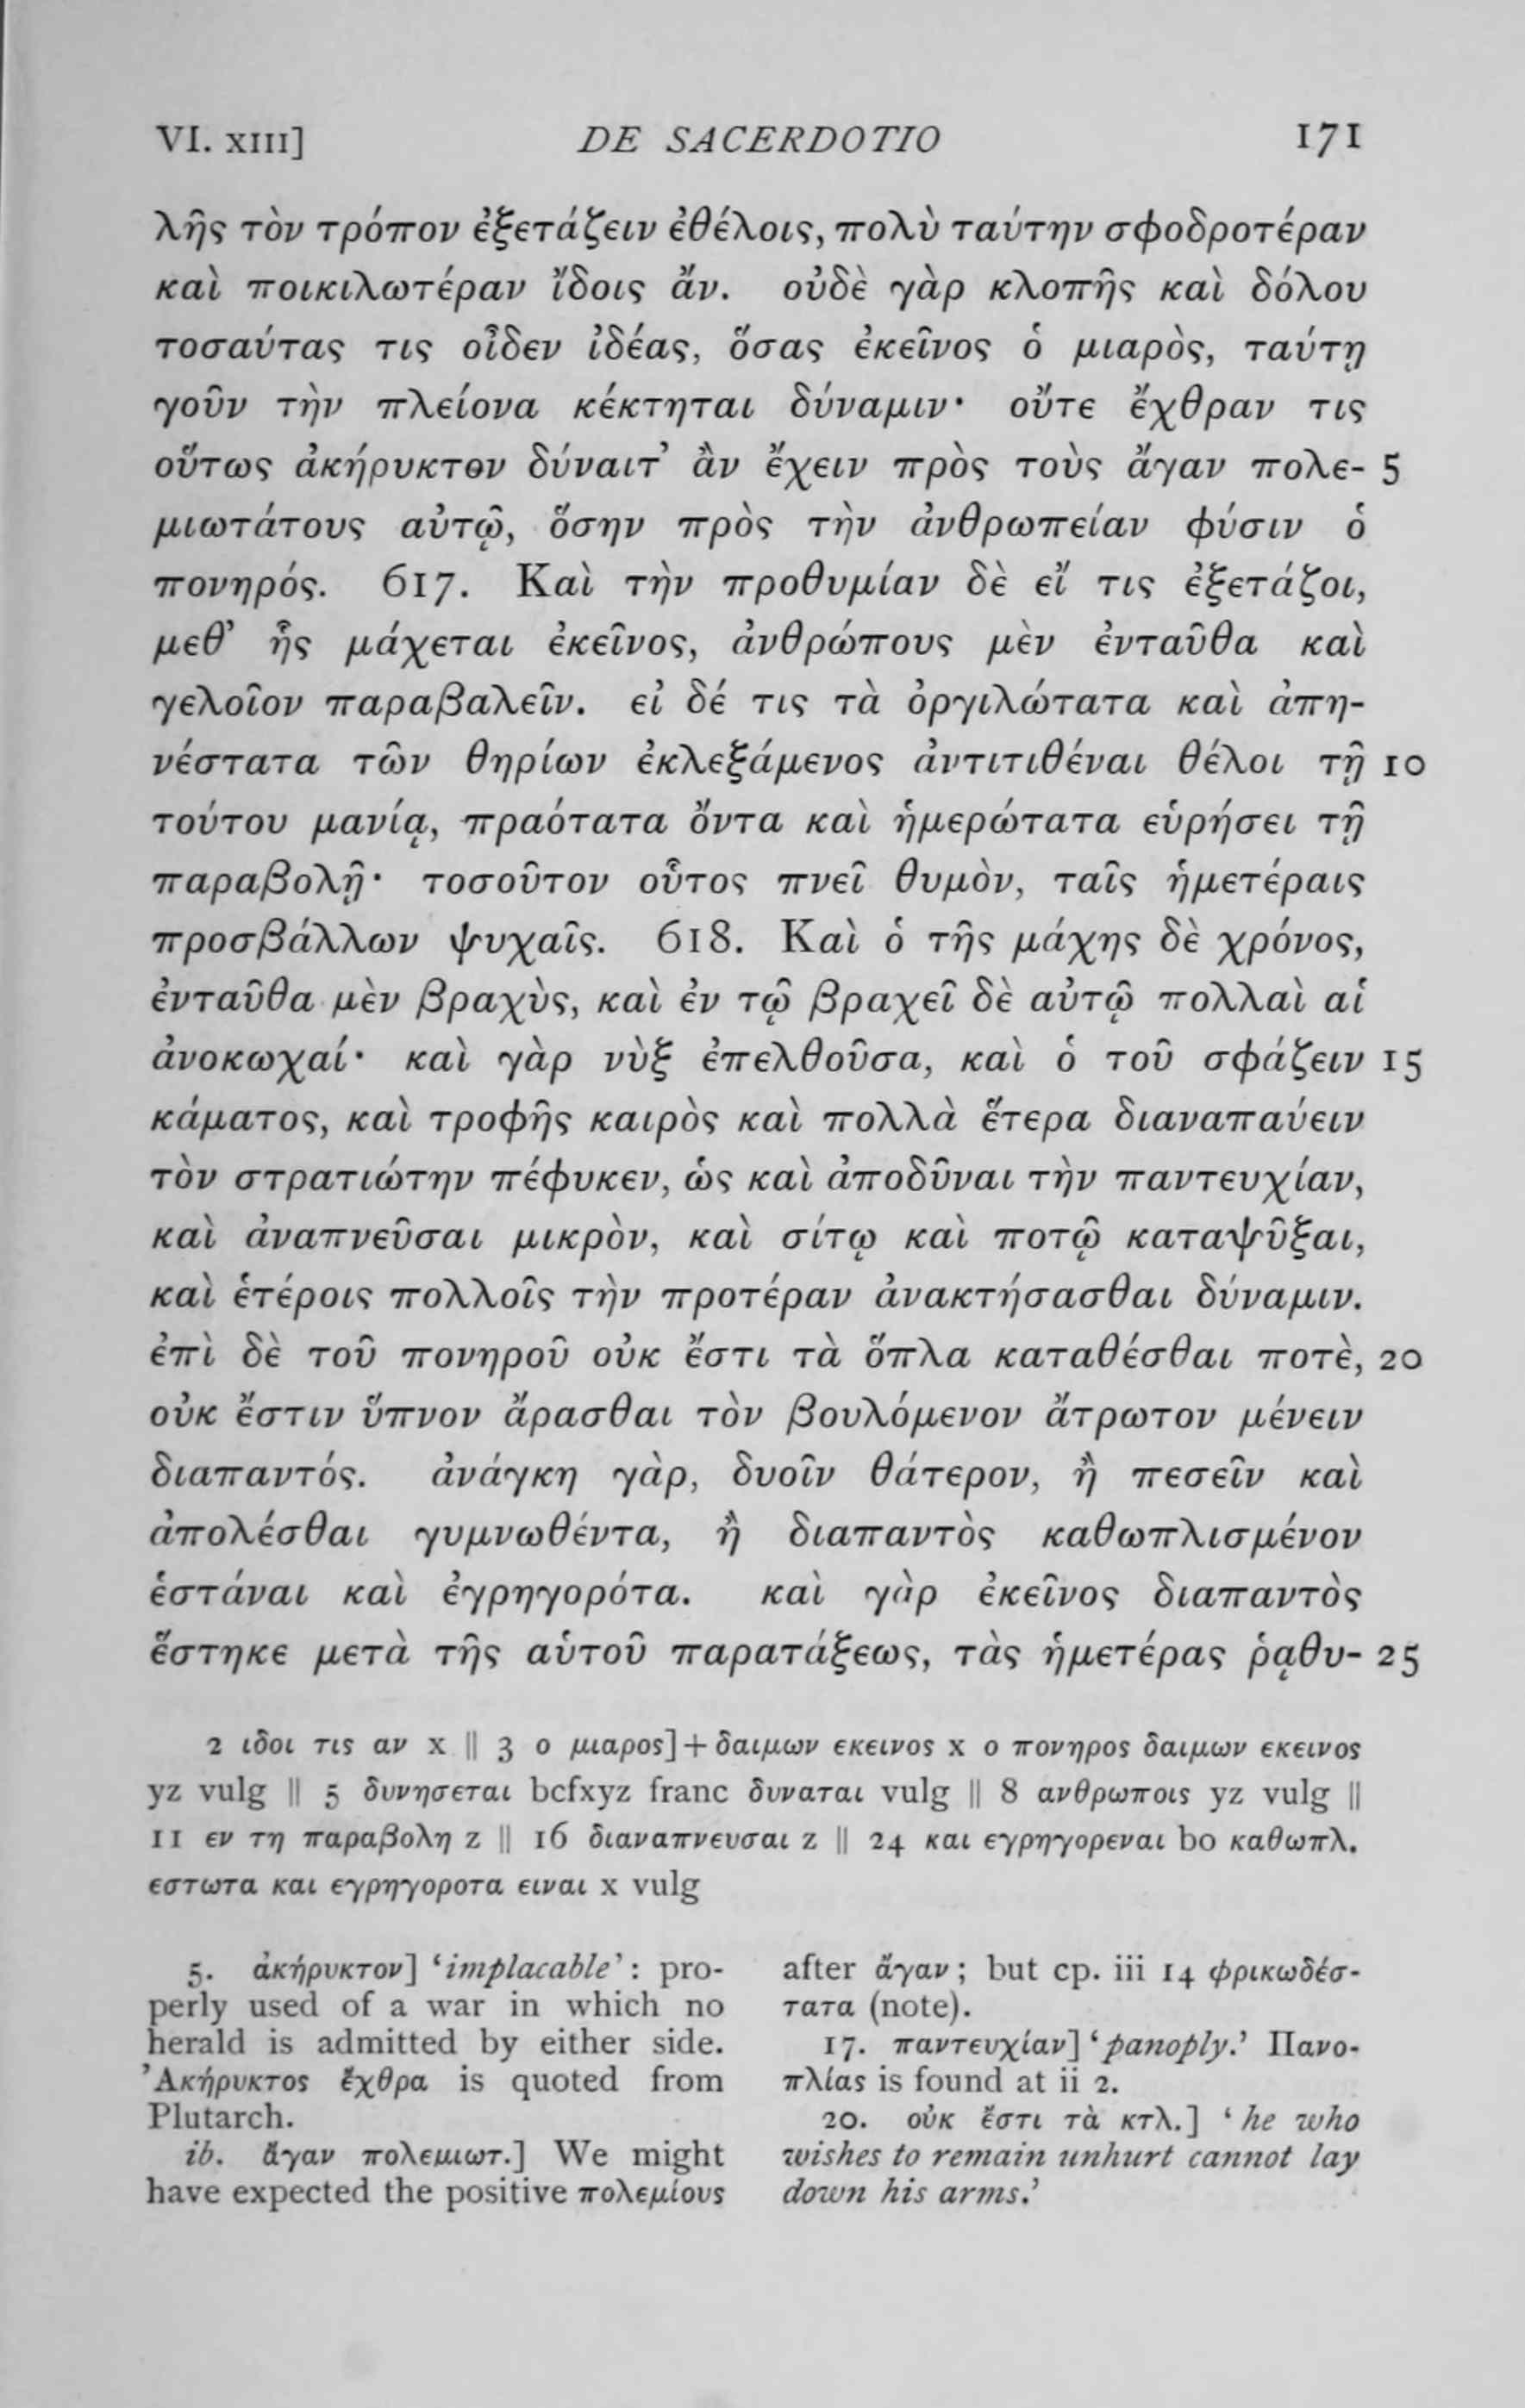 VI. XIII] DE SACERDOTIO 171
λῆς τὸν τρόπον ἐξετάζειν ἐθέλοις, πολὺ ταύτην σφοδροτέραν
καὶ ποικιλωτέραν ἴδοις ἄν. οὐδὲ γὰρ κλοπῆς καὶ δόλου
τοσαύτας τις οἶδεν ἰδέας, ὅσας ἐκεῖνος ὁ μιαρὸς, ταύτῃ
γοῦν τὴν πλείονα κέκτηται δύναμιν· οὔτε ἔχθραν τις
οὕτως ἀκήρυκτον δύναιτ’ ἂν ἔχειν πρὸς τοὺς ἄγαν πολε- 5
μιωτάτους αὐτῷ, ὅσην πρὸς τὴν ἀνθρωπείαν φύσιν ὁ
πονηρός. 617. Καὶ τὴν προθυμίαν δὲ εἴ τις ἐξετάζοι,
μεθ’ ἧς μάχεται ἐκεῖνος, ἀνθρώπους μὲν ἐνταῦθα καὶ
γελοῖον παραβαλεῖν. εἰ δέ τις τὰ ὀργιλώτατα καὶ ἀπη-
νέστατα τῶν θηρίων ἐκλεξάμενος ἀντιτιθέναι θέλοι τῇ 10
τούτου μανίᾳ, πραότατα ὄντα καὶ ἡμερώτατα εὑρήσει τῇ
παραβολῇ· τοσοῦτον οὗτος πνεῖ θυμὸν, ταῖς ἡμετέραις
προσβάλλων ψυχαῖς. 618. Καὶ ὁ τῆς μάχης δὲ χρόνος,
ἐνταῦθα μὲν βραχὺς, καὶ ἐν τῷ βραχεῖ δὲ αὐτῷ πολλαὶ αἱ
ἀνοκωχαί· καὶ γὰρ νὺξ ἐπελθοῦσα, καὶ ὁ τοῦ σφάζειν 15
κάματος, καὶ τροφῆς καιρὸς καὶ πολλὰ ἕτερα διαναπαύειν
τὸν στρατιώτην πέφυκεν, ὡς καὶ ἀποδῦναι τὴν παντευχίαν,
καὶ ἀναπνεῦσαι μικρὸν, καὶ σίτῳ καὶ ποτῷ καταψῦξαι,
καὶ ἑτέροις πολλοῖς τὴν προτέραν ἀνακτήσασθαι δύναμιν.
ἐπὶ δὲ τοῦ πονηροῦ οὐκ ἔστι τὰ ὅπλα καταθέσθαι ποτὲ, 20
οὐκ ἔστιν ὕπνον ἄρασθαι τὸν βουλόμενον ἄτρωτον μένειν
διαπαντός. ἀνάγκη γὰρ, δυοῖν θάτερον, ἢ πεσεῖν καὶ
ἀπολέσθαι γυμνωθέντα, ἢ διαπαντὸς καθωπλισμένον
ἑστάναι καὶ ἐγρηγορότα. καὶ γὰρ ἐκεῖνος διαπαντὸς
ἕστηκε μετὰ τῆς αὑτοῦ παρατάξεως, τὰς ἡμετέρας ῥᾳθυ- 25
2 ιδοι τις αν x || 3 ο μιαρος] + δαιμων εκεινος x ο πονηρος δαιμων εκεινος
yz vulg || 5 δυνησεται bcfxyz franc δυναται vulg || 8 ανθρωποις yz vulg ||
11 εν τη παραβολη z || 16 διαναπνευσαι z || 24 και εγρηγορεναι bo καθωπλ.
εστωτα και εγρηγοροτα ειναι x vulg
5. ἀκήρυκτον] ‘implacable’: pro-
perly used of a war in which no
herald is admitted by either side.
Ἀκήρυκτος ἔχθρα is quoted from
Plutarch.
ib. ἄγαν πολεμιωτ.] We might
have expected the positive πολεμίους
after ἄγαν; but cp. iii 14 φρικωδέσ-
τατα (note).
17. παντευχίαν] ‘panoply.’ Πανο-
πλίας is found at ii 2.
20. οὐκ ἔστι τὰ κτλ.] ‘he who
wishes to remain unhurt cannot lay
down his arms.’